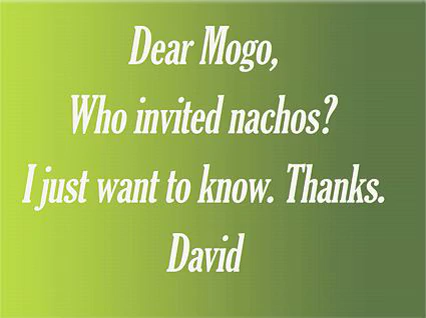 Dear Mogo,
Who invited nachos?
I just want to know. Thanks.
David